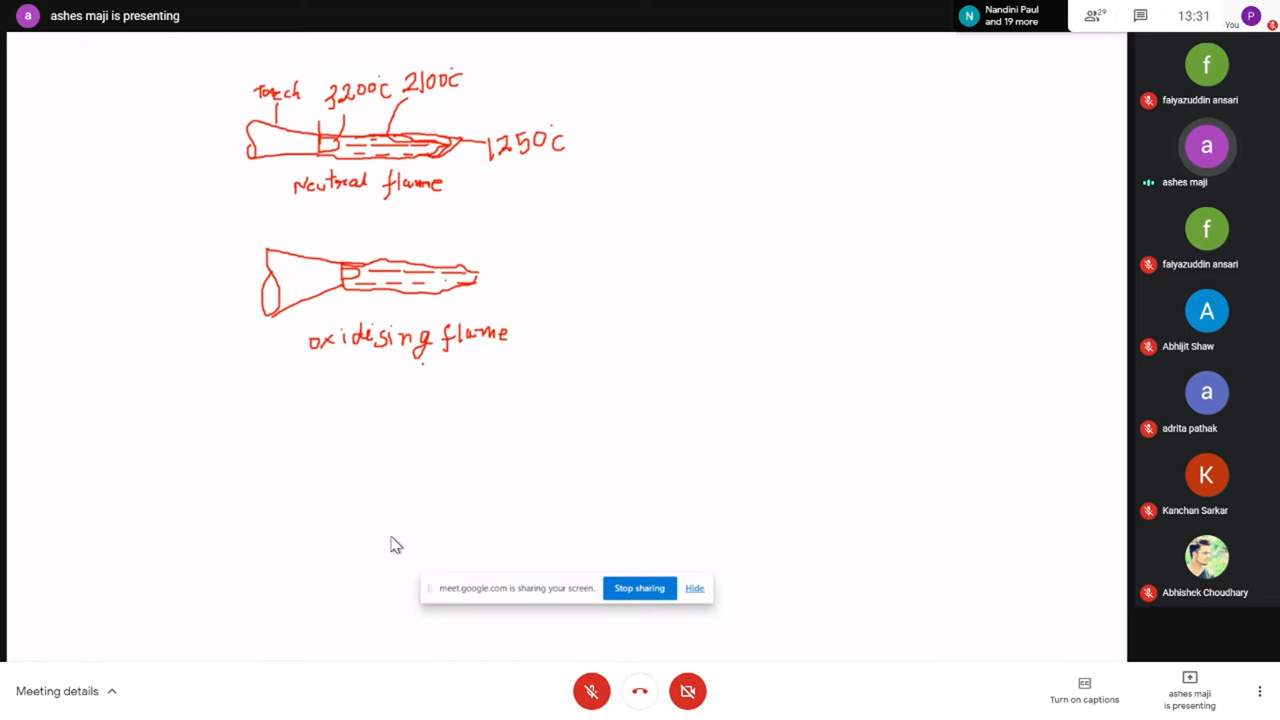 a ashes maji is presenting
N Nandini Paul
and 19 more
29
13:31
P
You
f
faiyazuddin ansari
a
ashes maji
f
faiyazuddin ansari
A
Abhijit Shaw
a
adrita pathak
K
Kanchan Sarkar
Abhishek Choudhary
Torch 3200°C 2100°C
1250°C
Neutral flame
oxidising flame
meet.google.com is sharing your screen. Stop sharing Hide
Meeting details
Turn on captions
ashes maji
is presenting